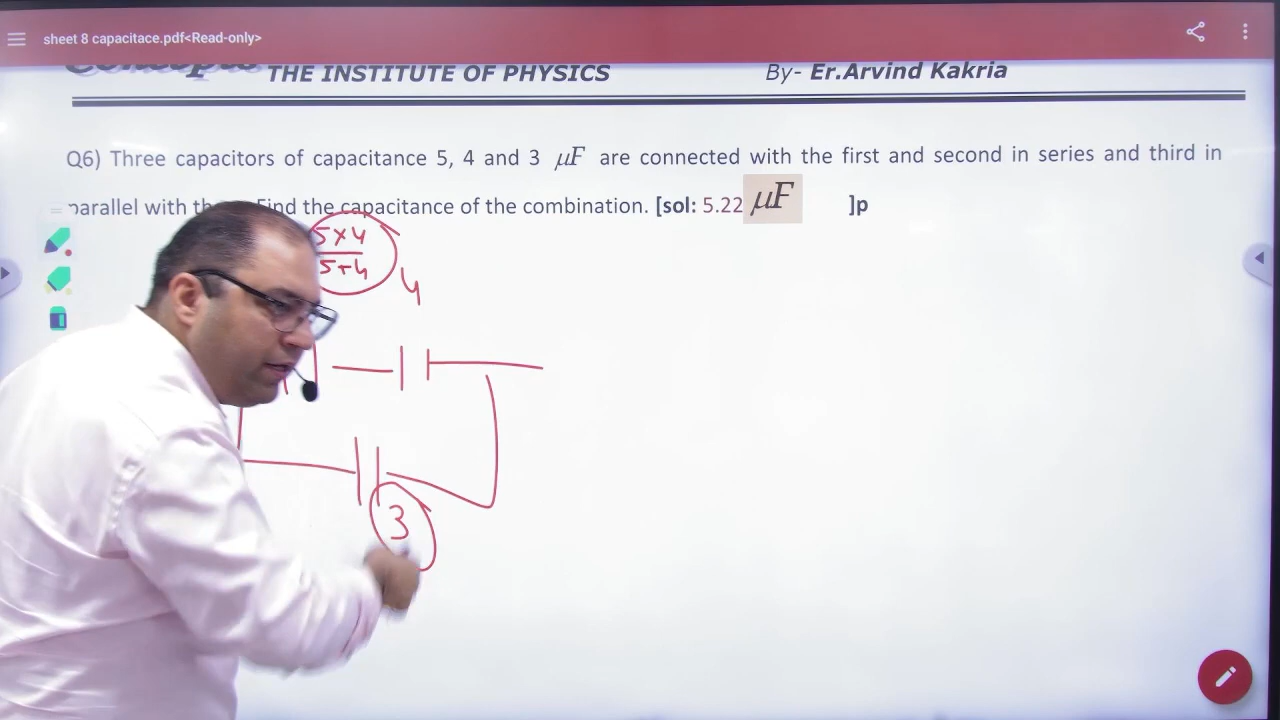 sheet 8 capacitace.pdf<Read-only>
Concepts THE INSTITUTE OF PHYSICS By- Er.Arvind Kakria
Q6) Three capacitors of capacitance 5, 4 and 3 μF are connected with the first and second in series and third in
parallel with Find the capacitance of the combination. [sol: 5.22 μF ]p
5×4
5+4
4
3